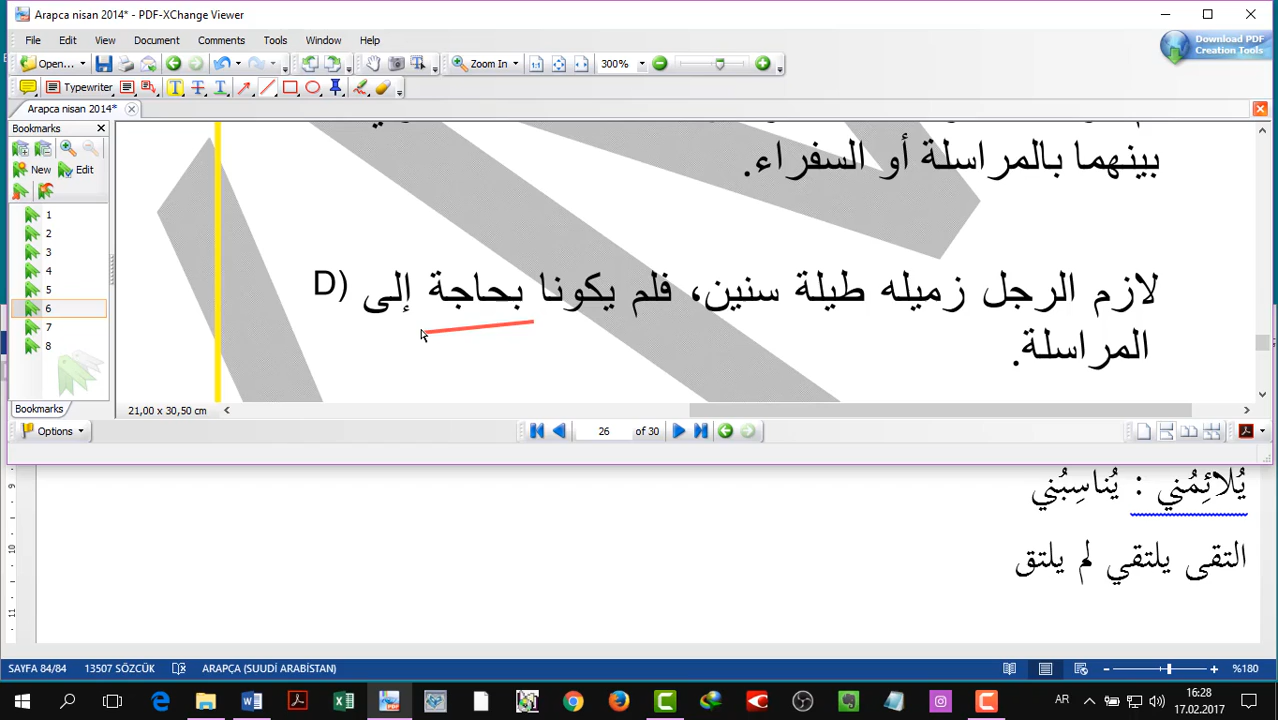 Arapca nisan 2014* - PDF-XChange Viewer
File Edit View Document Comments Tools Window Help
Download PDF
Creation Tools
Open... Zoom In 300%
Typewriter
Arapca nisan 2014*
Bookmarks
New Edit
1
2
3
4
5
6
7
8
Bookmarks
Options
بينهما بالمراسلة أو السفراء.
D) لازم الرجل زميله طيلة سنين، فلم يكونا بحاجة إلى
المراسلة.
21,00 x 30,50 cm
26 of 30
9
10
11
يُلائِمُني : يُناسِبُني
التقى يلتقي لم يلتق
SAYFA 84/84 13507 SÖZCÜK ARAPÇA (SUUDİ ARABİSTAN) %180
AR 16:28
17.02.2017